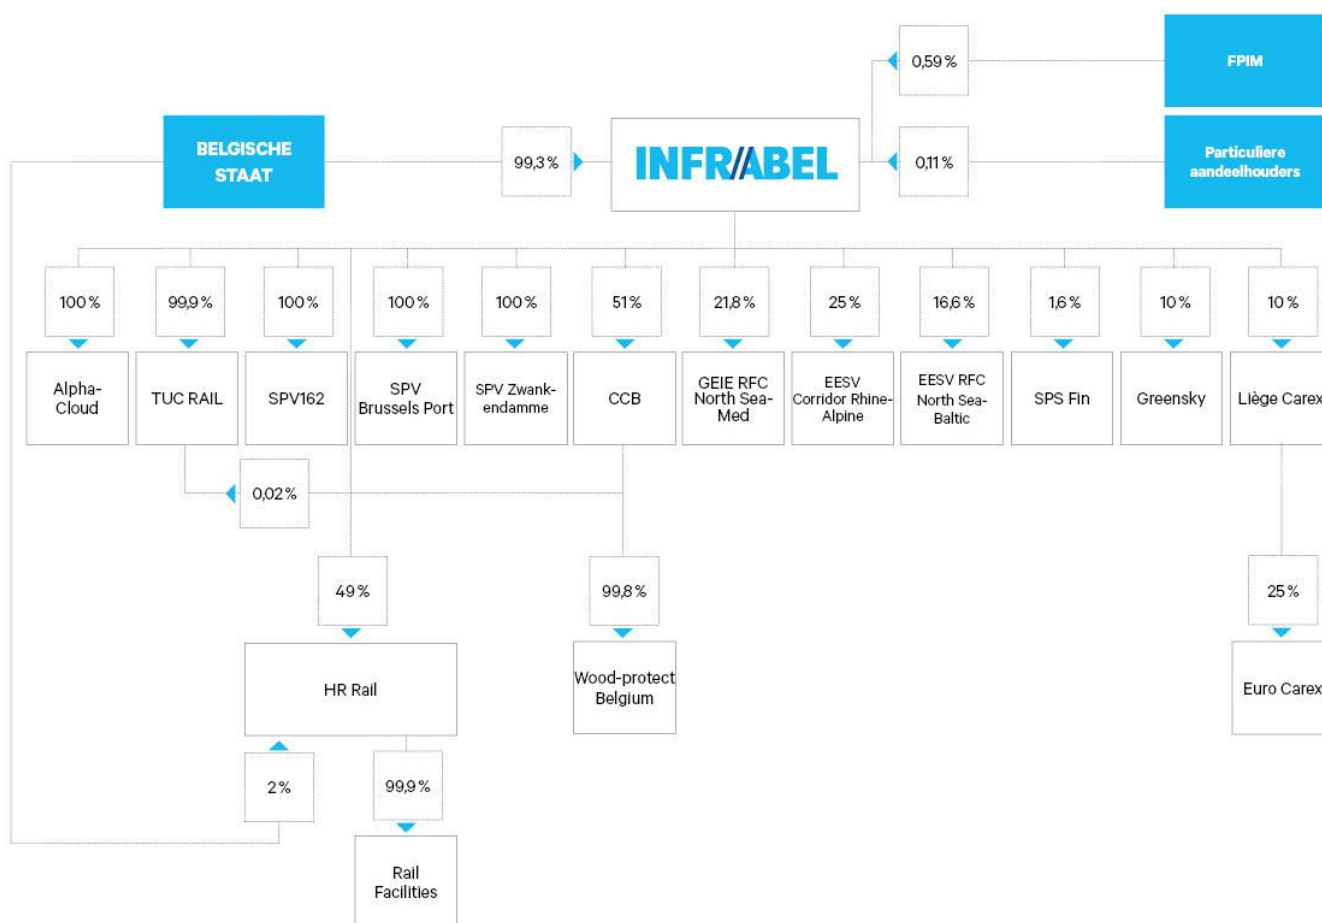 0,59 %
FPIM
BELGISCHE
STAAT
99,3 %
INFRABEL
0,11 %
Particuliere
aandeelhouders
100 %
99,9 %
100 %
100 %
100 %
51 %
21,8 %
25 %
16,6 %
1,6 %
10 %
10 %
Alpha-
Cloud
TUC RAIL
SPV162
SPV
Brussels Port
SPV Zwank-
endamme
CCB
GEIE RFC
North Sea-
Med
EESV
Corridor Rhine-
Alpine
EESV RFC
North Sea-
Baltic
SPS Fin
Greensky
Liège Carex
0,02 %
49 %
99,8 %
25 %
HR Rail
Wood-protect
Belgium
Euro Carex
2 %
99,9 %
Rail
Facilities